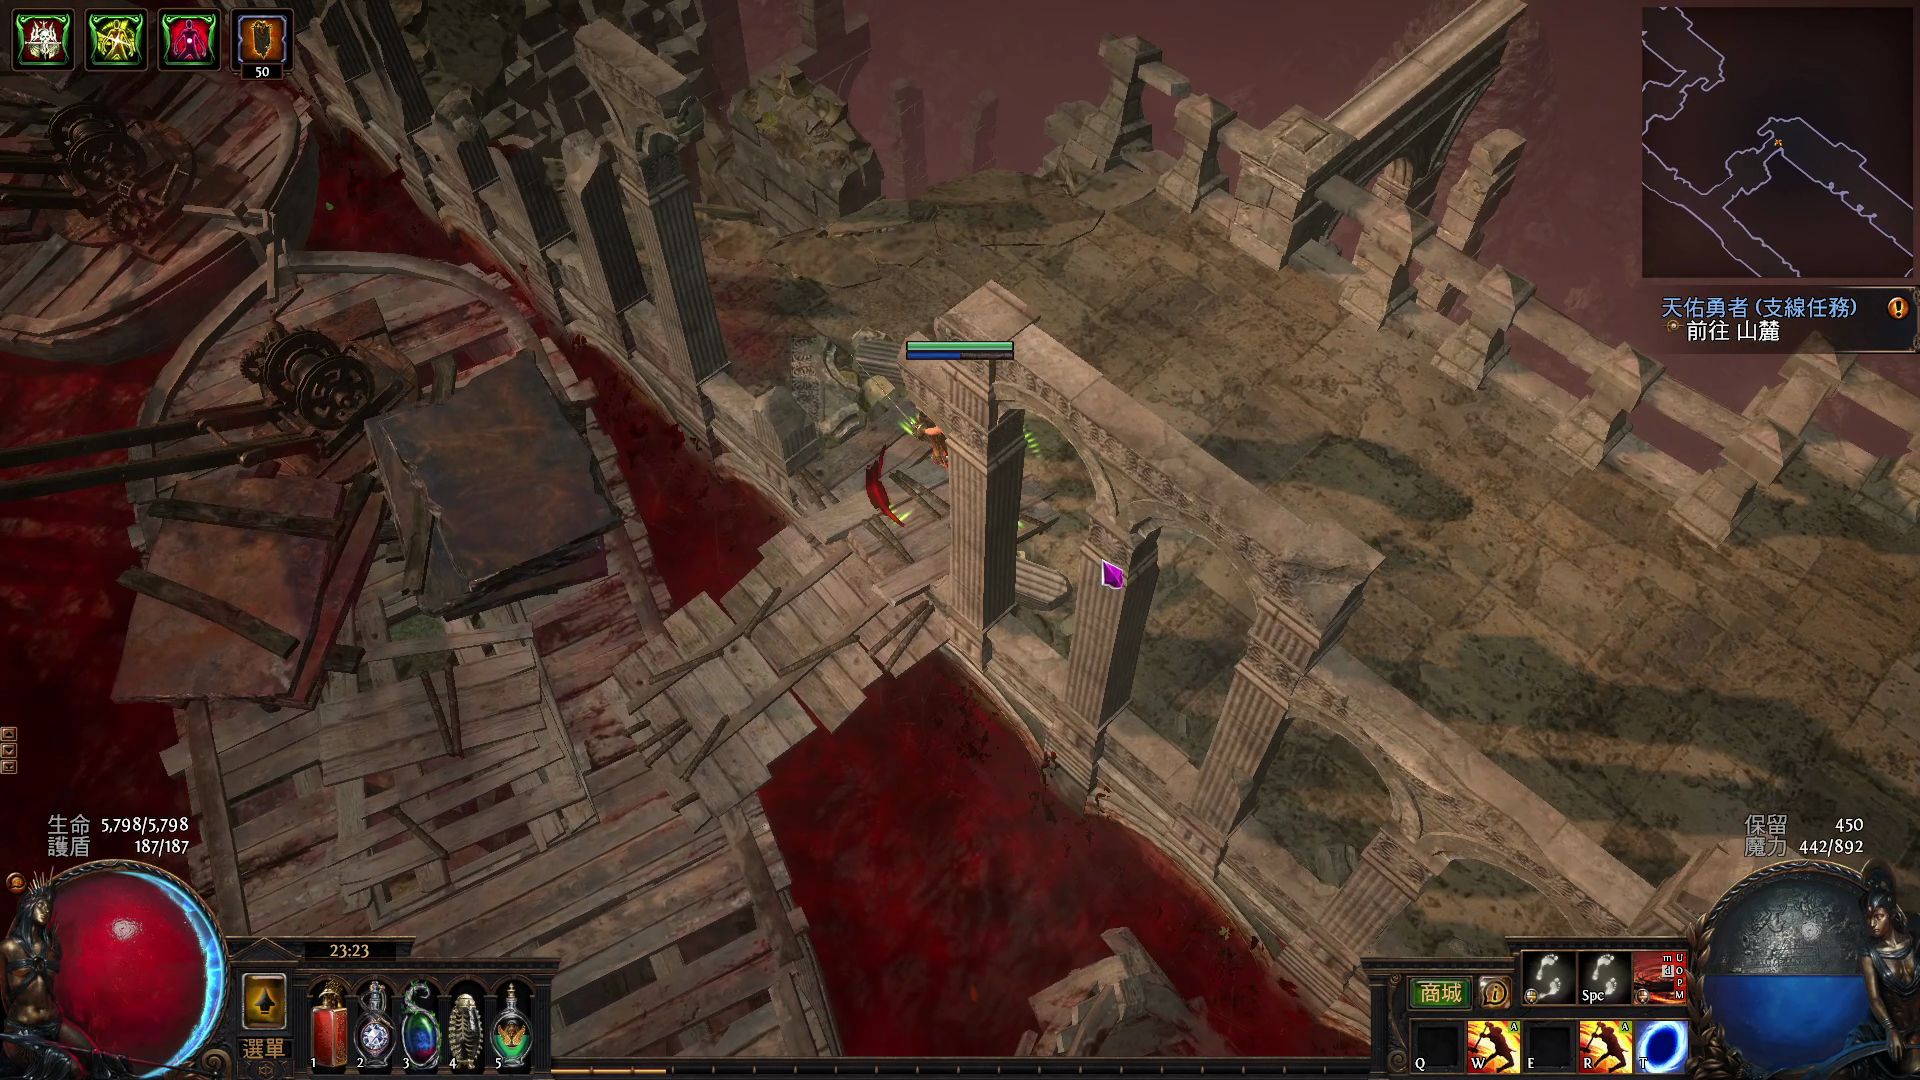 50
天佑勇者 (支線任務)
前往 山麓
生命 5,798/5,798
護盾 187/187
保留 450
魔力 442/892
23:23
選單
1 2 3 4 5
商城
Spc
m U
d O
P
M
Q W A E R A T